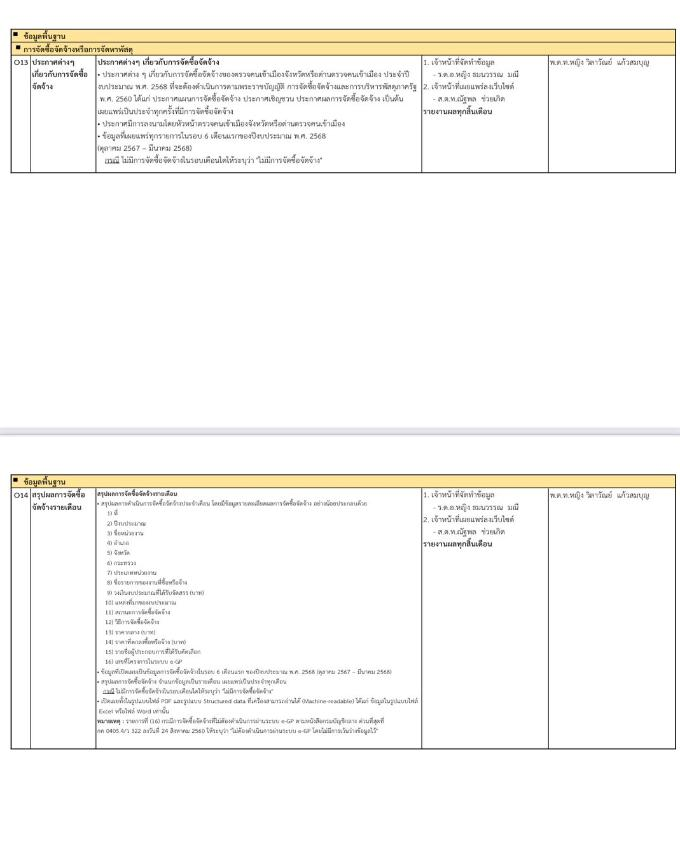 ▪ ข้อมูลพื้นฐาน
▪ การจัดซื้อจัดจ้างหรือการจัดหาพัสดุ
O13
ประกาศต่างๆ
เกี่ยวกับการจัดซื้อ
จัดจ้าง
ประกาศต่างๆ เกี่ยวกับการจัดซื้อจัดจ้าง
• ประกาศต่าง ๆ เกี่ยวกับการจัดซื้อจัดจ้างของตรวจคนเข้าเมืองจังหวัดหรือด่านตรวจคนเข้าเมือง ประจำปี
งบประมาณ พ.ศ. 2568 ที่จะต้องดำเนินการตามพระราชบัญญัติ การจัดซื้อจัดจ้างและการบริหารพัสดุภาครัฐ
พ.ศ. 2560 ได้แก่ ประกาศแผนการจัดซื้อจัดจ้าง ประกาศเชิญชวน ประกาศผลการจัดซื้อจัดจ้าง เป็นต้น
เผยแพร่เป็นประจำทุกครั้งที่มีการจัดซื้อจัดจ้าง
• ประกาศมีการลงนามโดยหัวหน้าตรวจคนเข้าเมืองจังหวัดหรือด่านตรวจคนเข้าเมือง
• ข้อมูลที่เผยแพร่ทุกรายการในรอบ 6 เดือนแรกของปีงบประมาณ พ.ศ. 2568
(ตุลาคม 2567 – มีนาคม 2568)
กรณี ไม่มีการจัดซื้อจัดจ้างในรอบเดือนใดให้ระบุว่า "ไม่มีการจัดซื้อจัดจ้าง"
1. เจ้าหน้าที่จัดทำข้อมูล
- ร.ต.อ.หญิง ธมนวรรณ มณี
2. เจ้าหน้าที่เผยแพร่ลงเว็บไซต์
- ส.ต.ท.ณัฐพล ช่วยเกิด
รายงานผลทุกสิ้นเดือน
พ.ต.ท.หญิง วิลาวัณย์ แก้วสมบุญ
▪ ข้อมูลพื้นฐาน
O14
สรุปผลการจัดซื้อ
จัดจ้างรายเดือน
สรุปผลการจัดซื้อจัดจ้างรายเดือน
• สรุปผลการดำเนินการจัดซื้อจัดจ้างประจำเดือน โดยมีข้อมูลรายละเอียดผลการจัดซื้อจัดจ้าง อย่างน้อยประกอบด้วย
1) ที่
2) ปีงบประมาณ
3) ชื่อหน่วยงาน
4) อำเภอ
5) จังหวัด
6) กระทรวง
7) ประเภทหน่วยงาน
8) ชื่อรายการของงานที่ซื้อหรือจ้าง
9) วงเงินงบประมาณที่ได้รับจัดสรร (บาท)
10) แหล่งที่มาของงบประมาณ
11) สถานะการจัดซื้อจัดจ้าง
12) วิธีการจัดซื้อจัดจ้าง
13) ราคากลาง (บาท)
14) ราคาที่ตกลงซื้อหรือจ้าง (บาท)
15) รายชื่อผู้ประกอบการที่ได้รับคัดเลือก
16) เลขที่โครงการในระบบ e-GP
• ข้อมูลที่เปิดเผยเป็นข้อมูลการจัดซื้อจัดจ้างในรอบ 6 เดือนแรก ของปีงบประมาณ พ.ศ. 2568 (ตุลาคม 2567 – มีนาคม 2568)
• สรุปผลการจัดซื้อจัดจ้าง จำแนกข้อมูลเป็นรายเดือน เผยแพร่เป็นประจำทุกเดือน
กรณี ไม่มีการจัดซื้อจัดจ้างในรอบเดือนใดให้ระบุว่า "ไม่มีการจัดซื้อจัดจ้าง"
• เปิดเผยทั้งในรูปแบบไฟล์ PDF และรูปแบบ Structured data ที่เครื่องสามารถอ่านได้ (Machine-readable) ได้แก่ ข้อมูลในรูปแบบไฟล์
Excel หรือไฟล์ Word เท่านั้น
หมายเหตุ : รายการที่ (16) กรณีการจัดซื้อจัดจ้างที่ไม่ต้องดำเนินการผ่านระบบ e-GP ตามหนังสือกรมบัญชีกลาง ด่วนที่สุดที่
กค 0405.4/ว 322 ลงวันที่ 24 สิงหาคม 2560 ให้ระบุว่า "ไม่ต้องดำเนินการผ่านระบบ e-GP โดยไม่มีการเว้นว่างข้อมูลไว้"
1. เจ้าหน้าที่จัดทำข้อมูล
- ร.ต.อ.หญิง ธมนวรรณ มณี
2. เจ้าหน้าที่เผยแพร่ลงเว็บไซต์
- ส.ต.ท.ณัฐพล ช่วยเกิด
รายงานผลทุกสิ้นเดือน
พ.ต.ท.หญิง วิลาวัณย์ แก้วสมบุญ